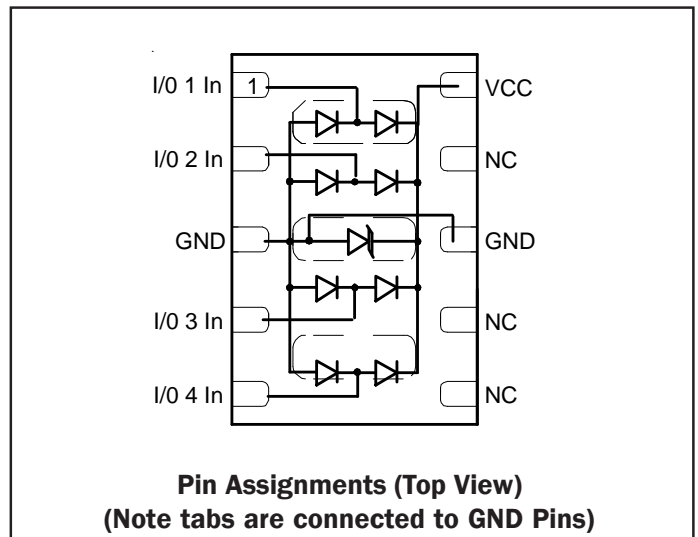 I/0 1 In 1 VCC
I/0 2 In NC
GND GND
I/0 3 In NC
I/0 4 In NC
Pin Assignments (Top View)
(Note tabs are connected to GND Pins)